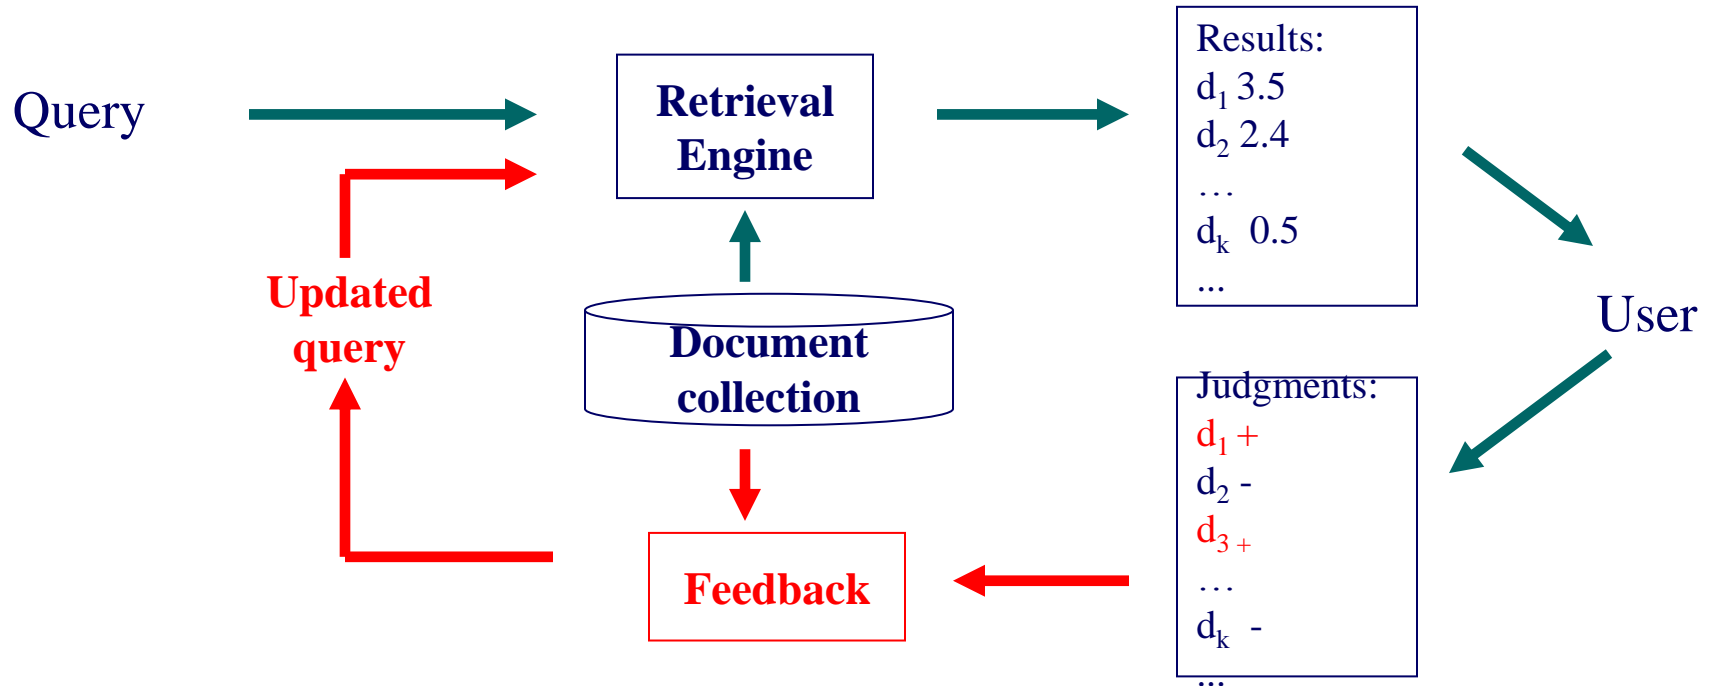 Query
Retrieval
Engine
Results:
d1 3.5
d2 2.4
…
dk 0.5
...
Updated
query
Document
collection
User
Judgments:
d1 +
d2 -
d3 +
…
dk -
...
Feedback